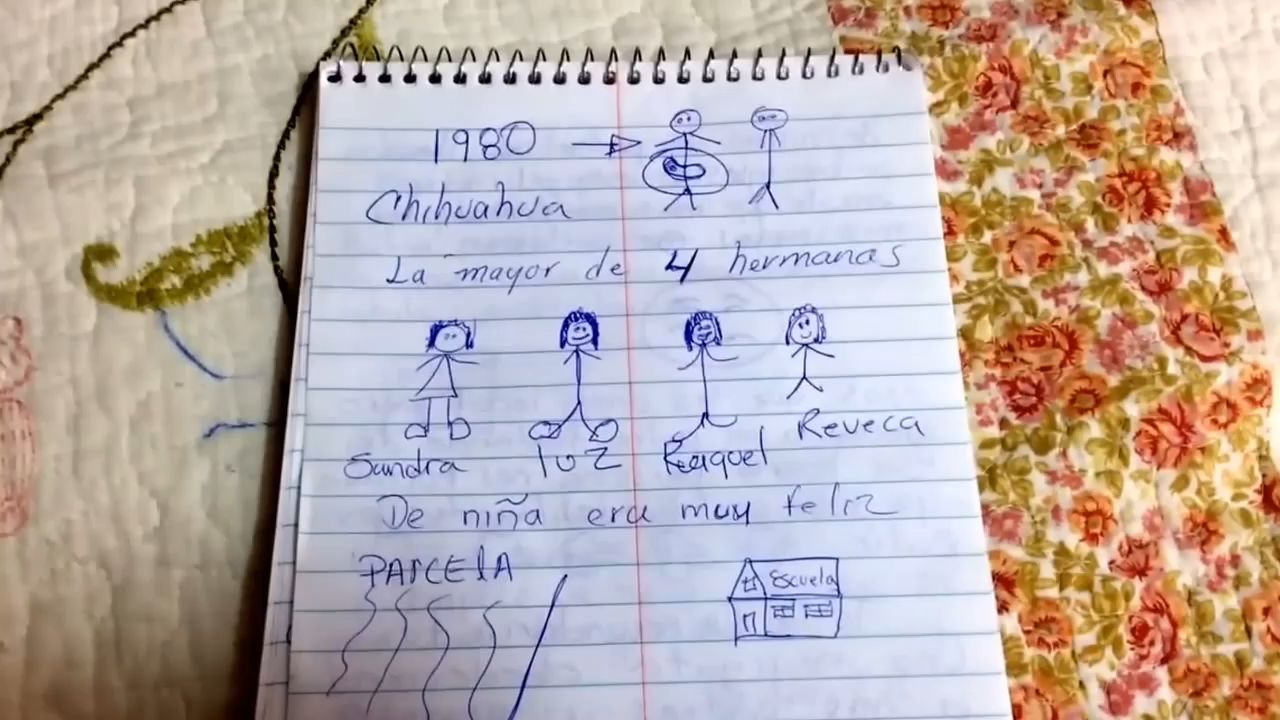 1980
Chihuahua
La mayor de 4 hermanas
Sandra luz Raquel Reveca
De niña era muy feliz
PArcelA
Escuela